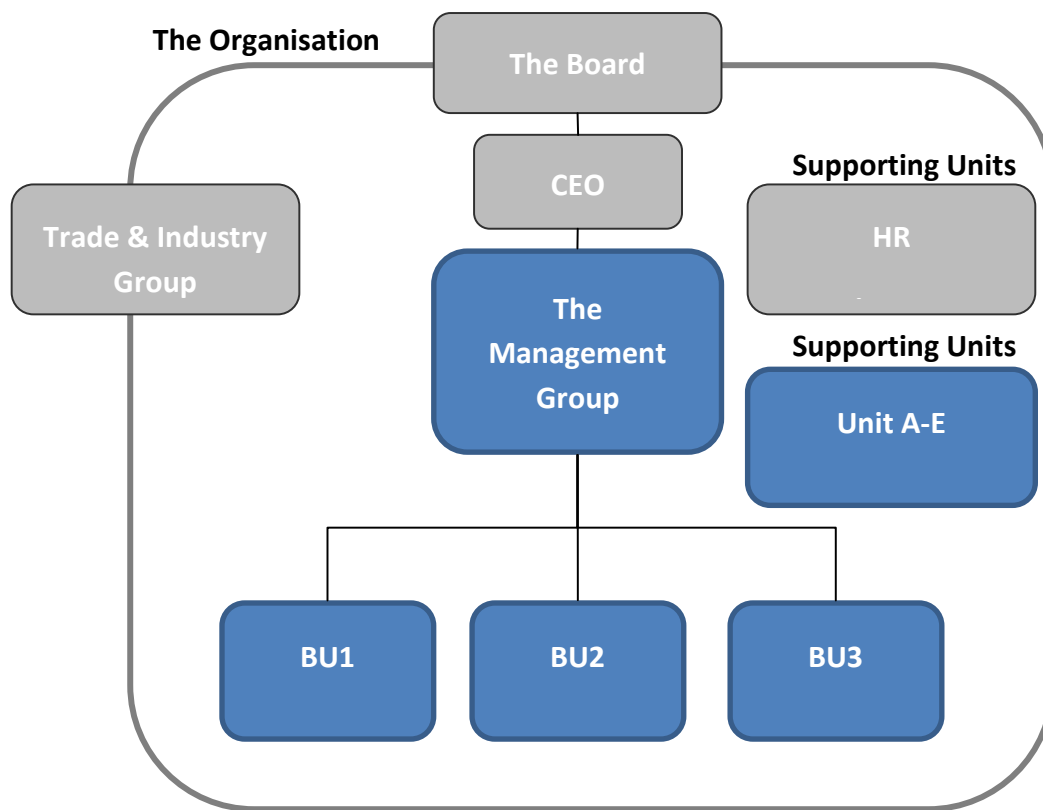 The Organisation
The Board
CEO
Supporting Units
Trade & Industry
Group
HR
The
Management
Group
Supporting Units
Unit A-E
BU1
BU2
BU3